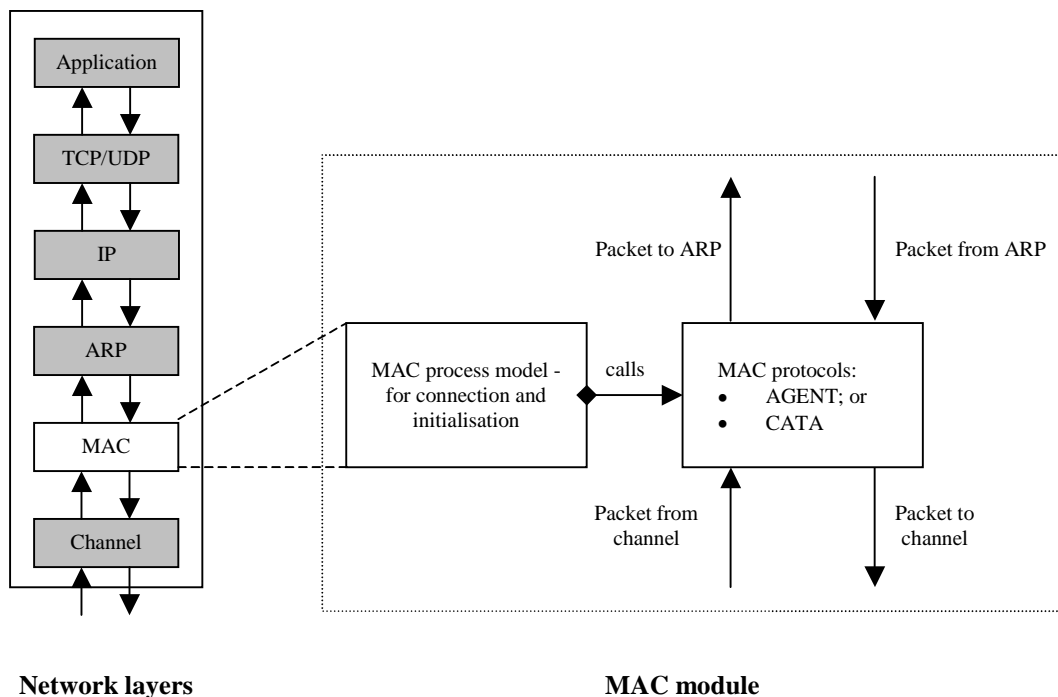 Application
TCP/UDP
IP
ARP
MAC
Channel
Network layers
Packet to ARP
Packet from ARP
MAC process model -
for connection and
initialisation
calls
MAC protocols:
• AGENT; or
• CATA
Packet from
channel
Packet to
channel
MAC module